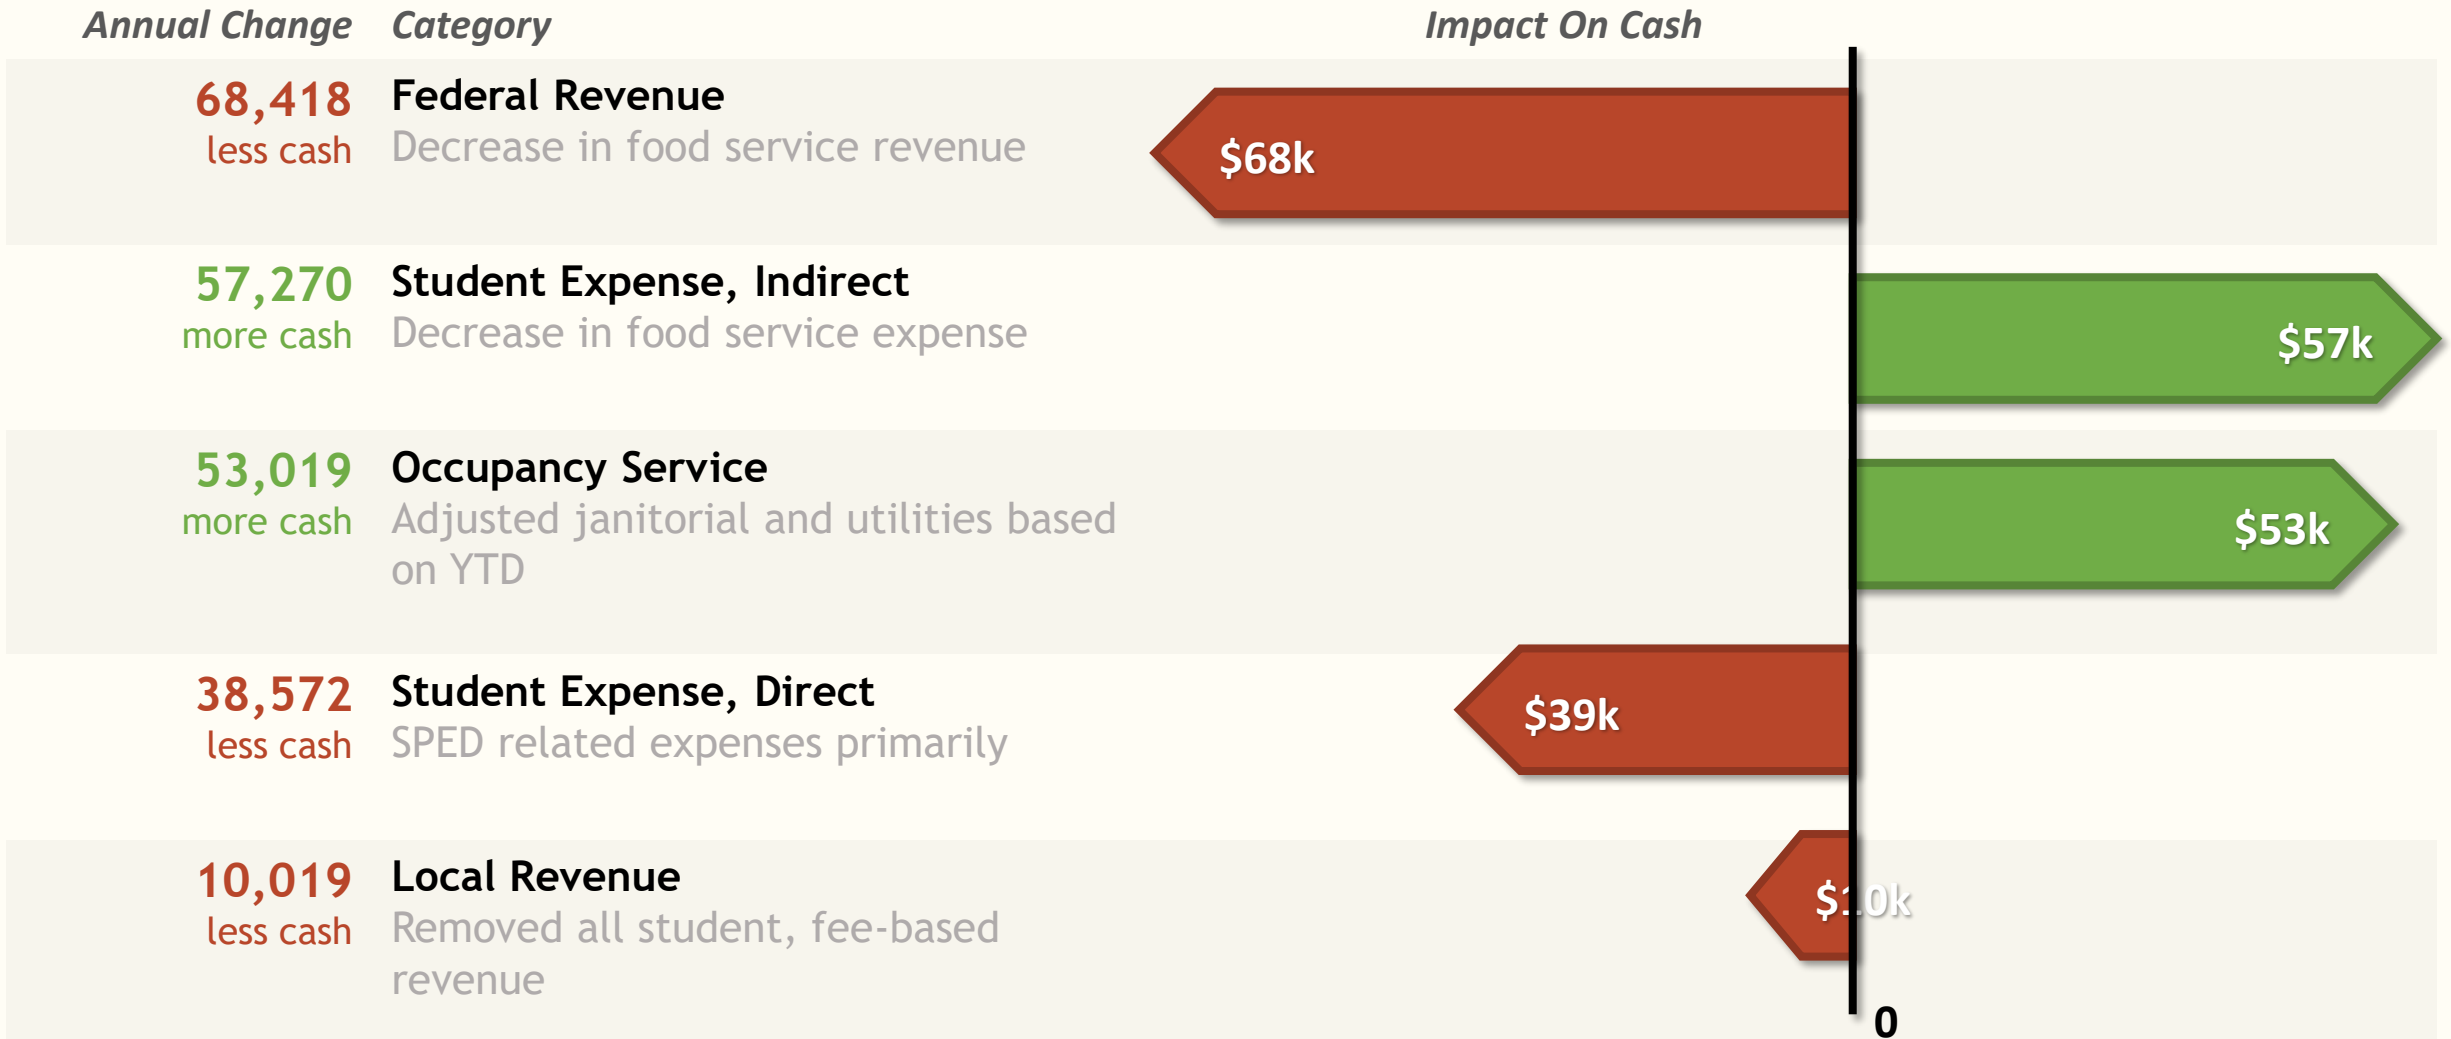 Annual Change Category Impact On Cash
68,418 Federal Revenue
less cash Decrease in food service revenue
$68k
57,270 Student Expense, Indirect
more cash Decrease in food service expense
$57k
53,019 Occupancy Service
more cash Adjusted janitorial and utilities based
on YTD
$53k
38,572 Student Expense, Direct
less cash SPED related expenses primarily
$39k
10,019 Local Revenue
less cash Removed all student, fee-based
revenue
$10k
0